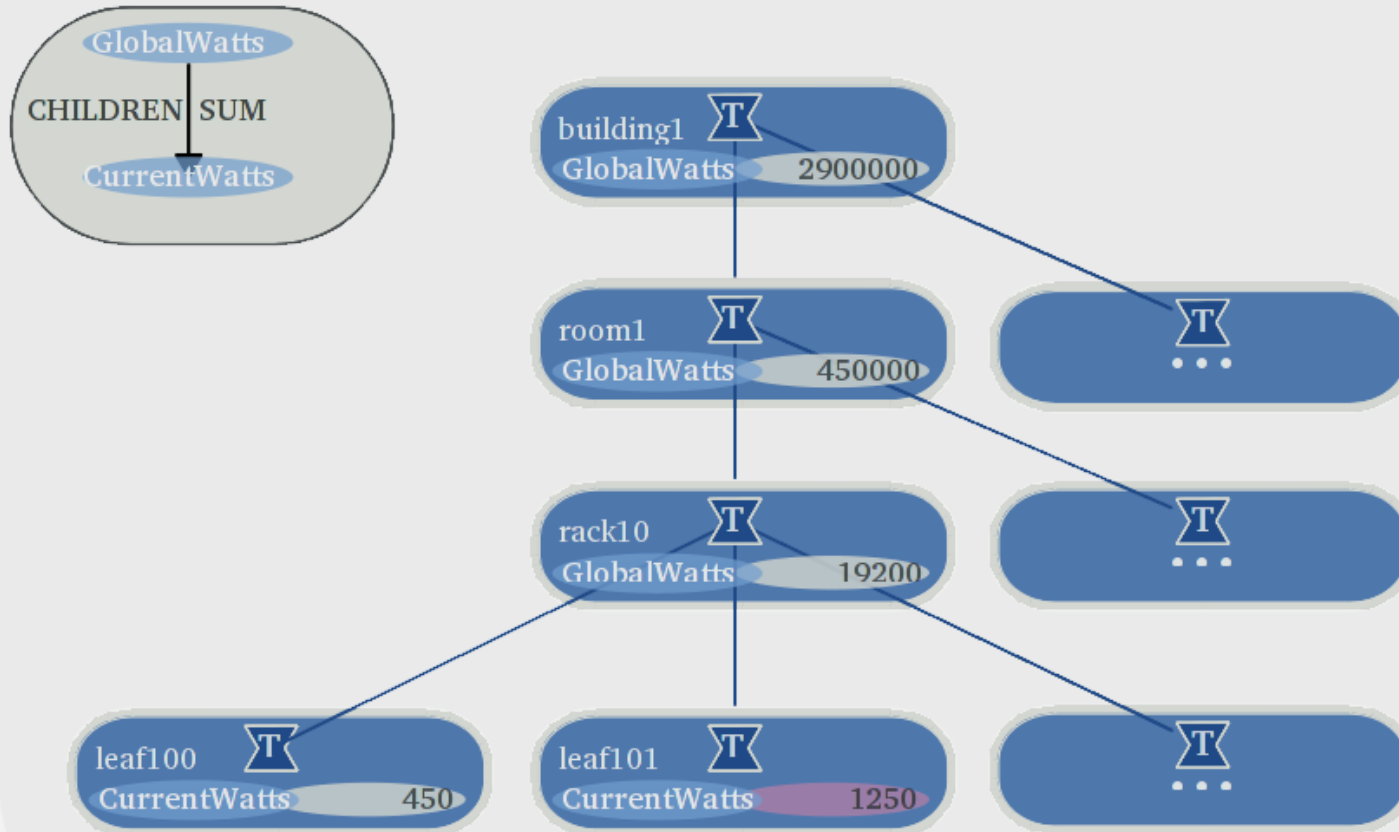 GlobalWatts
CHILDREN SUM
CurrentWatts
T
building1
GlobalWatts 2900000
T
room1
GlobalWatts 450000
T
...
T
rack10
GlobalWatts 19200
T
...
T
leaf100
CurrentWatts 450
T
leaf101
CurrentWatts 1250
T
...